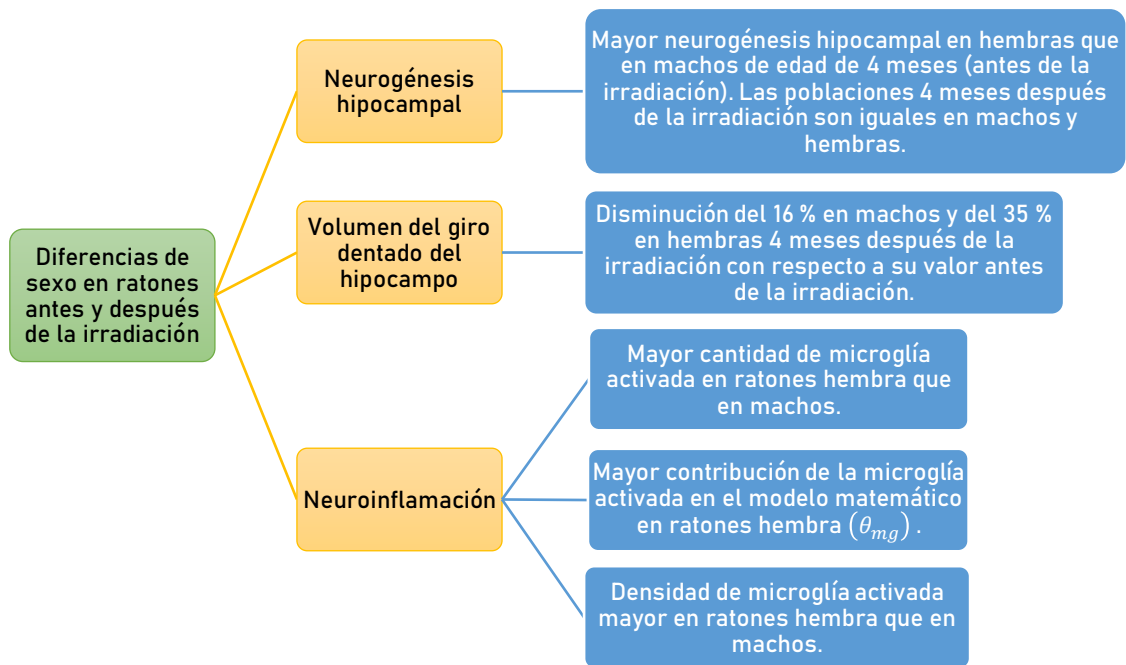 Diferencias de
sexo en ratones
antes y después
de la irradiación
Neurogénesis
hipocampal
Mayor neurogénesis hipocampal en hembras que
en machos de edad de 4 meses (antes de la
irradiación). Las poblaciones 4 meses después
de la irradiación son iguales en machos y
hembras.
Volumen del giro
dentado del
hipocampo
Disminución del 16 % en machos y del 35 %
en hembras 4 meses después de la
irradiación con respecto a su valor antes
de la irradiación.
Neuroinflamación
Mayor cantidad de microglía
activada en ratones hembra que
en machos.
Mayor contribución de la microglía
activada en el modelo matemático
en ratones hembra (θ_mg) .
Densidad de microglía activada
mayor en ratones hembra que en
machos.